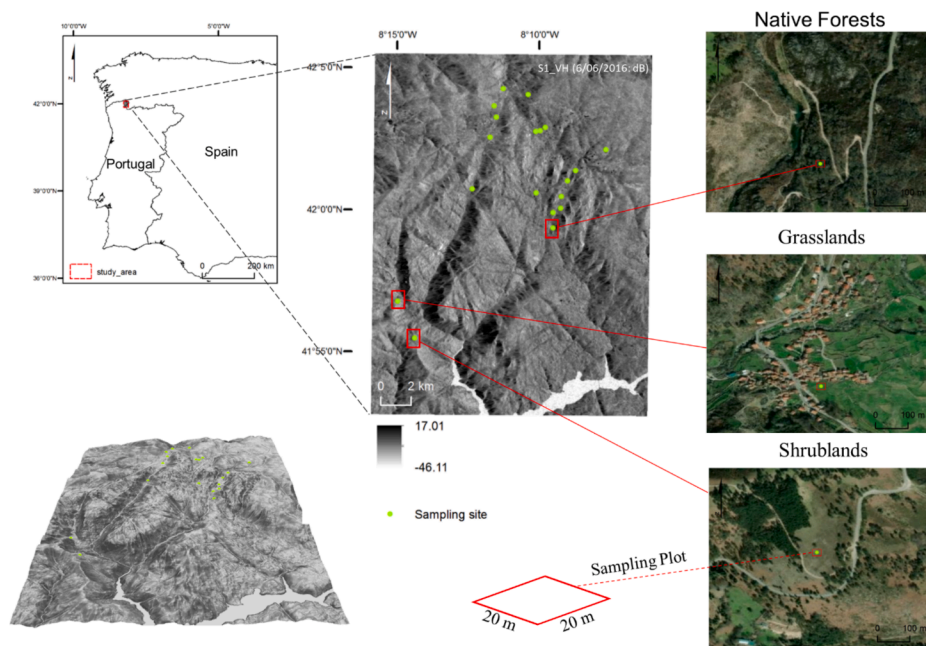 10°0'0"W
5°0'0"W
42°0'0"N
39°0'0"N
36°0'0"N
Portugal
Spain
study_area
0 200 km
8°15'0"W
8°10'0"W
42°5'0"N
42°0'0"N
41°55'0"N
S1_VH (6/06/2016: dB)
0 2 km
17.01
-46.11
Sampling site
Native Forests
Grasslands
0 100 m
Shrublands
0 100 m
Sampling Plot
20 m
20 m